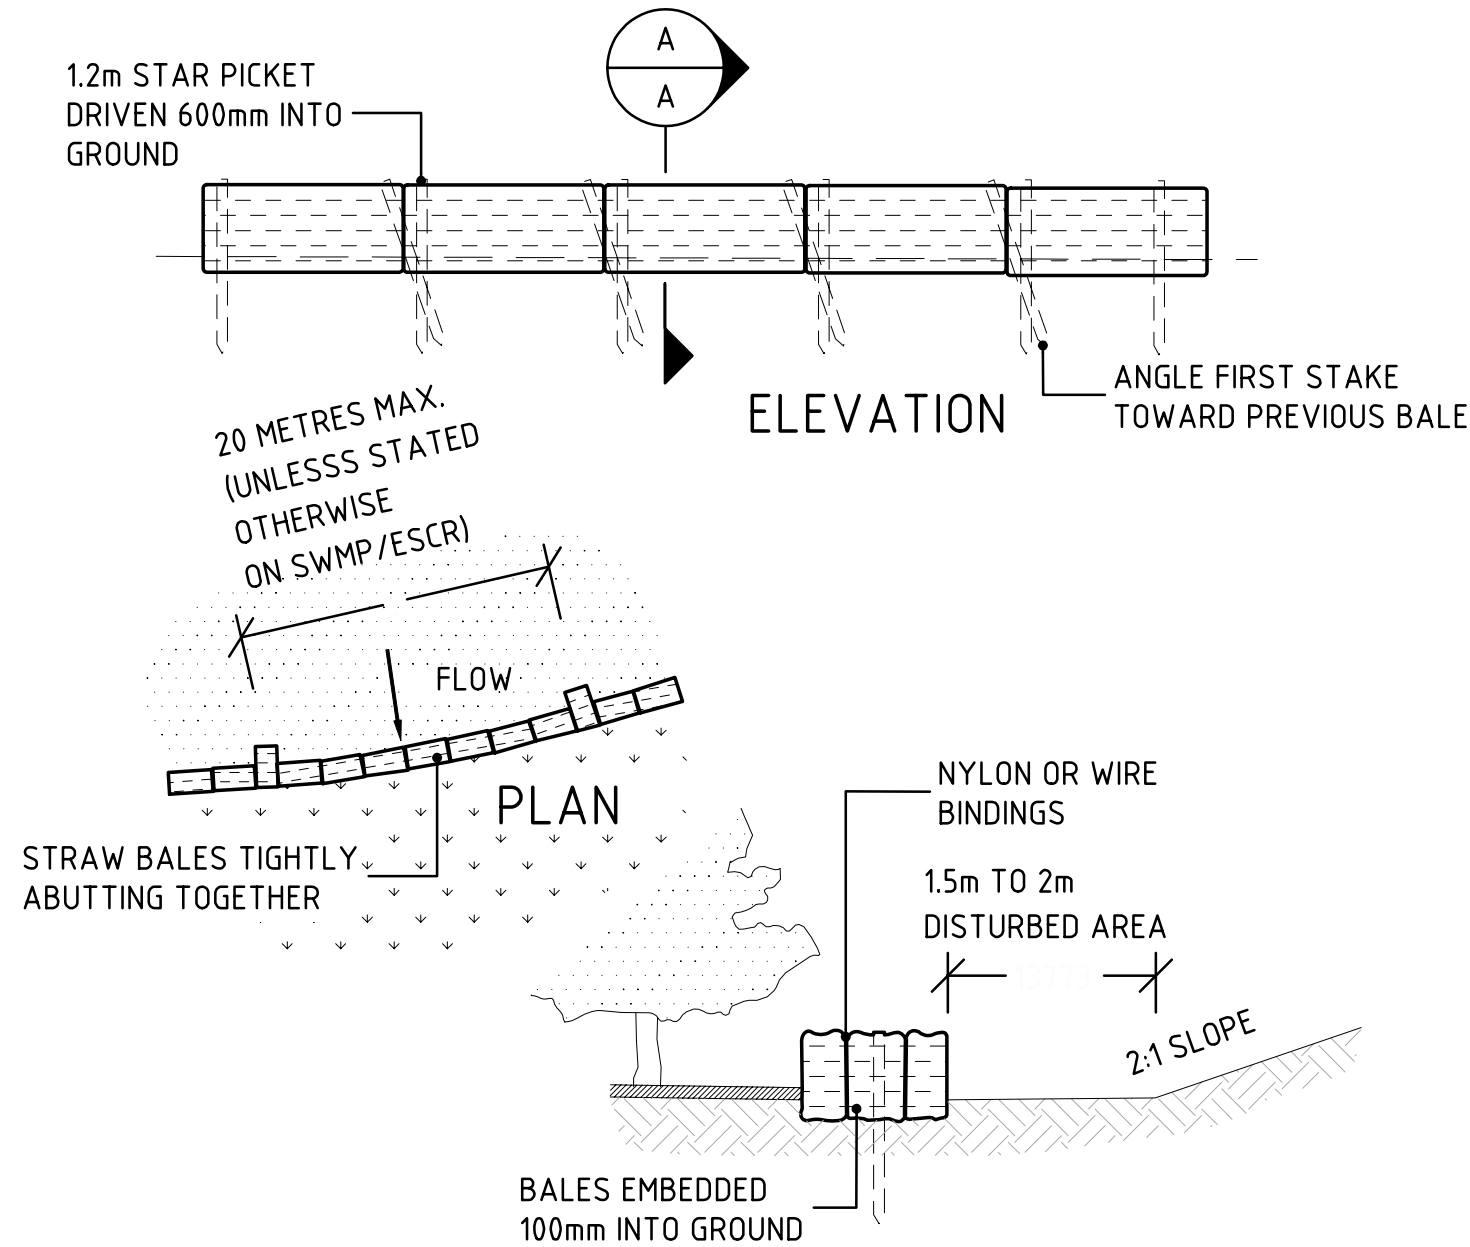 A
A
1.2m STAR PICKET
DRIVEN 600mm INTO
GROUND
ANGLE FIRST STAKE
TOWARD PREVIOUS BALE
ELEVATION
20 METRES MAX.
(UNLESSS STATED
OTHERWISE
ON SWMP/ESCR)
FLOW
PLAN
STRAW BALES TIGHTLY
ABUTTING TOGETHER
NYLON OR WIRE
BINDINGS
1.5m TO 2m
DISTURBED AREA
2:1 SLOPE
BALES EMBEDDED
100mm INTO GROUND